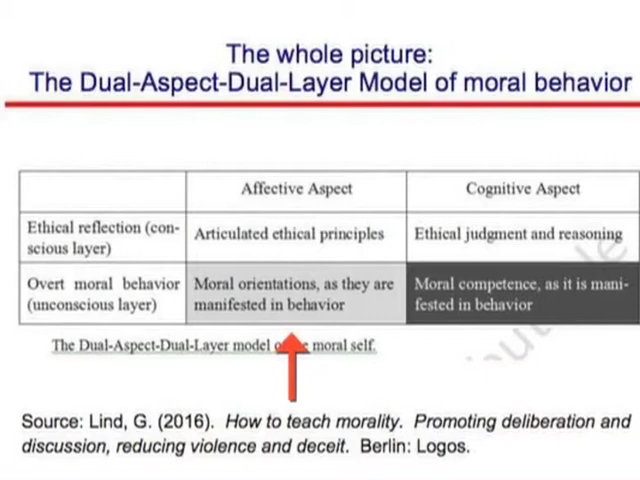 The whole picture:
The Dual-Aspect-Dual-Layer Model of moral behavior
Affective Aspect
Cognitive Aspect
Ethical reflection (con-
scious layer)
Articulated ethical principles
Ethical judgment and reasoning
Overt moral behavior
(unconscious layer)
Moral orientations, as they are
manifested in behavior
Moral competence, as it is mani-
fested in behavior
The Dual-Aspect-Dual-Layer model moral self.
Source: Lind, G. (2016). How to teach morality. Promoting deliberation and
discussion, reducing violence and deceit. Berlin: Logos.